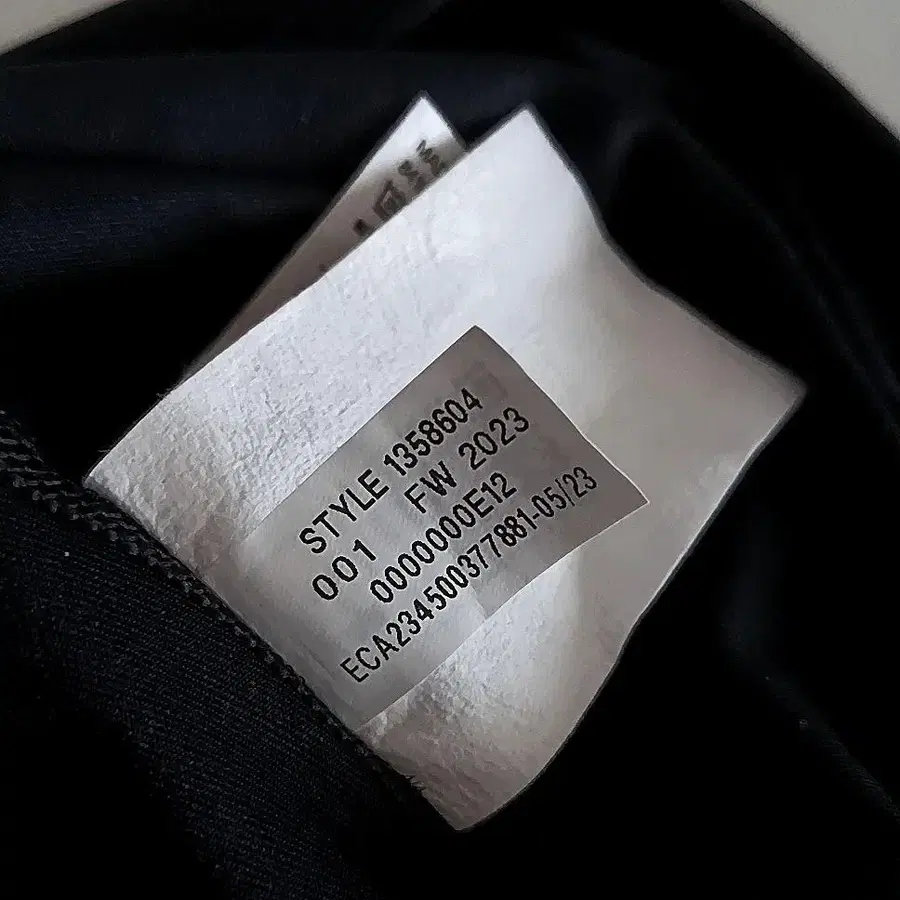 STYLE 1358604
001 FW 2023
0000000E12
ECA234500377881-05/23